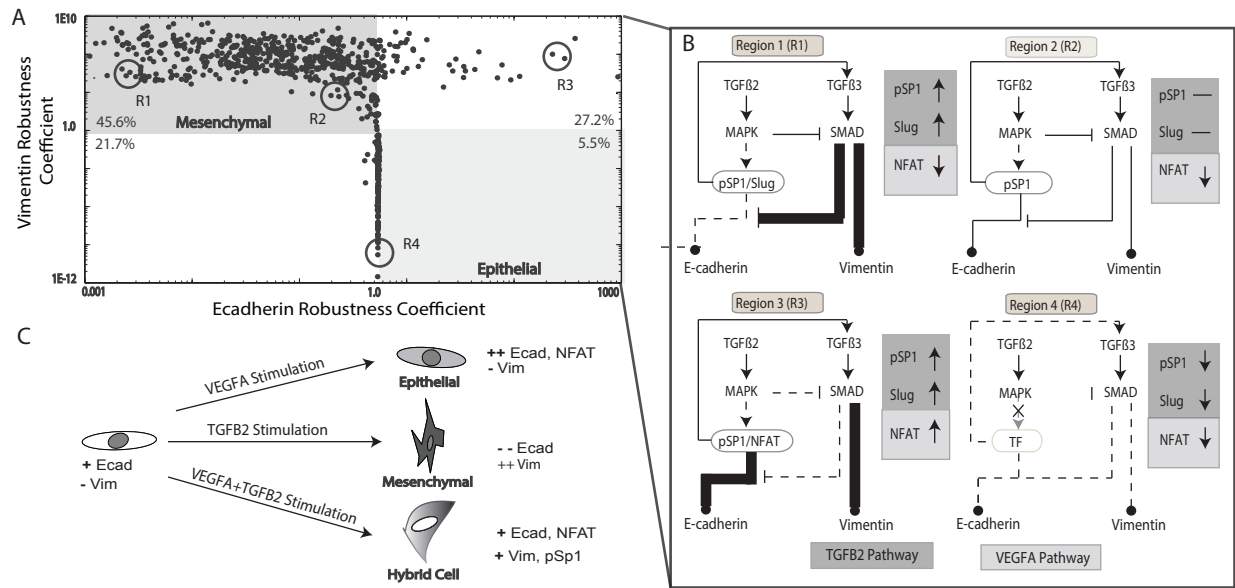 A
1E10
1.0
1E-12
Vimentin Robustness
Coefficient
R1
R2
R3
R4
45.6%
Mesenchymal
27.2%
21.7%
5.5%
Epithelial
0.001
1.0
1000
Ecadherin Robustness Coefficient
B
Region 1 (R1)
TGFß2
TGFß3
MAPK
SMAD
pSP1/Slug
E-cadherin
Vimentin
pSP1
Slug
NFAT
Region 2 (R2)
TGFß2
TGFß3
MAPK
SMAD
pSP1
E-cadherin
Vimentin
pSP1
Slug
NFAT
Region 3 (R3)
TGFß2
TGFß3
MAPK
SMAD
pSP1/NFAT
E-cadherin
Vimentin
pSP1
Slug
NFAT
Region 4 (R4)
TGFß2
TGFß3
MAPK
SMAD
TF
E-cadherin
Vimentin
pSP1
Slug
NFAT
TGFB2 Pathway
VEGFA Pathway
C
+ Ecad
- Vim
VEGFA Stimulation
TGFB2 Stimulation
VEGFA+TGFB2 Stimulation
Epithelial
++ Ecad, NFAT
- Vim
Mesenchymal
-- Ecad
++ Vim
Hybrid Cell
+ Ecad, NFAT
+ Vim, pSp1